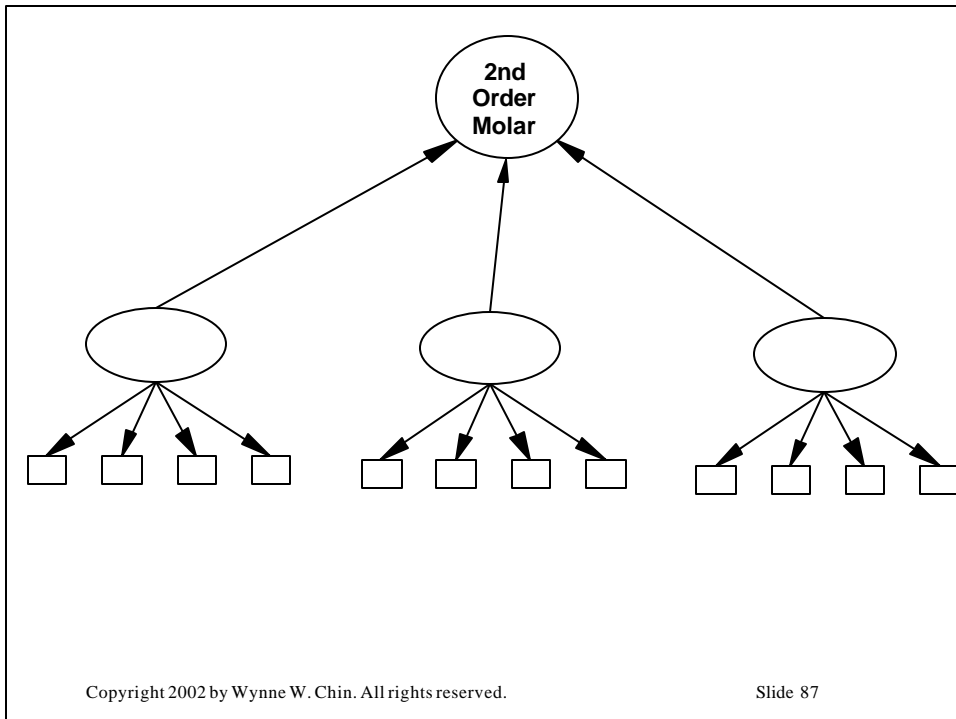 2nd
Order
Molar
Copyright 2002 by Wynne W. Chin. All rights reserved. Slide 87